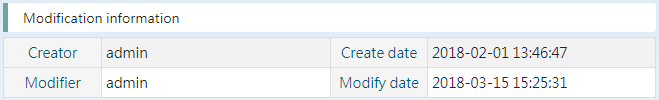 Modification information
Creator admin Create date 2018-02-01 13:46:47
Modifier admin Modify date 2018-03-15 15:25:31